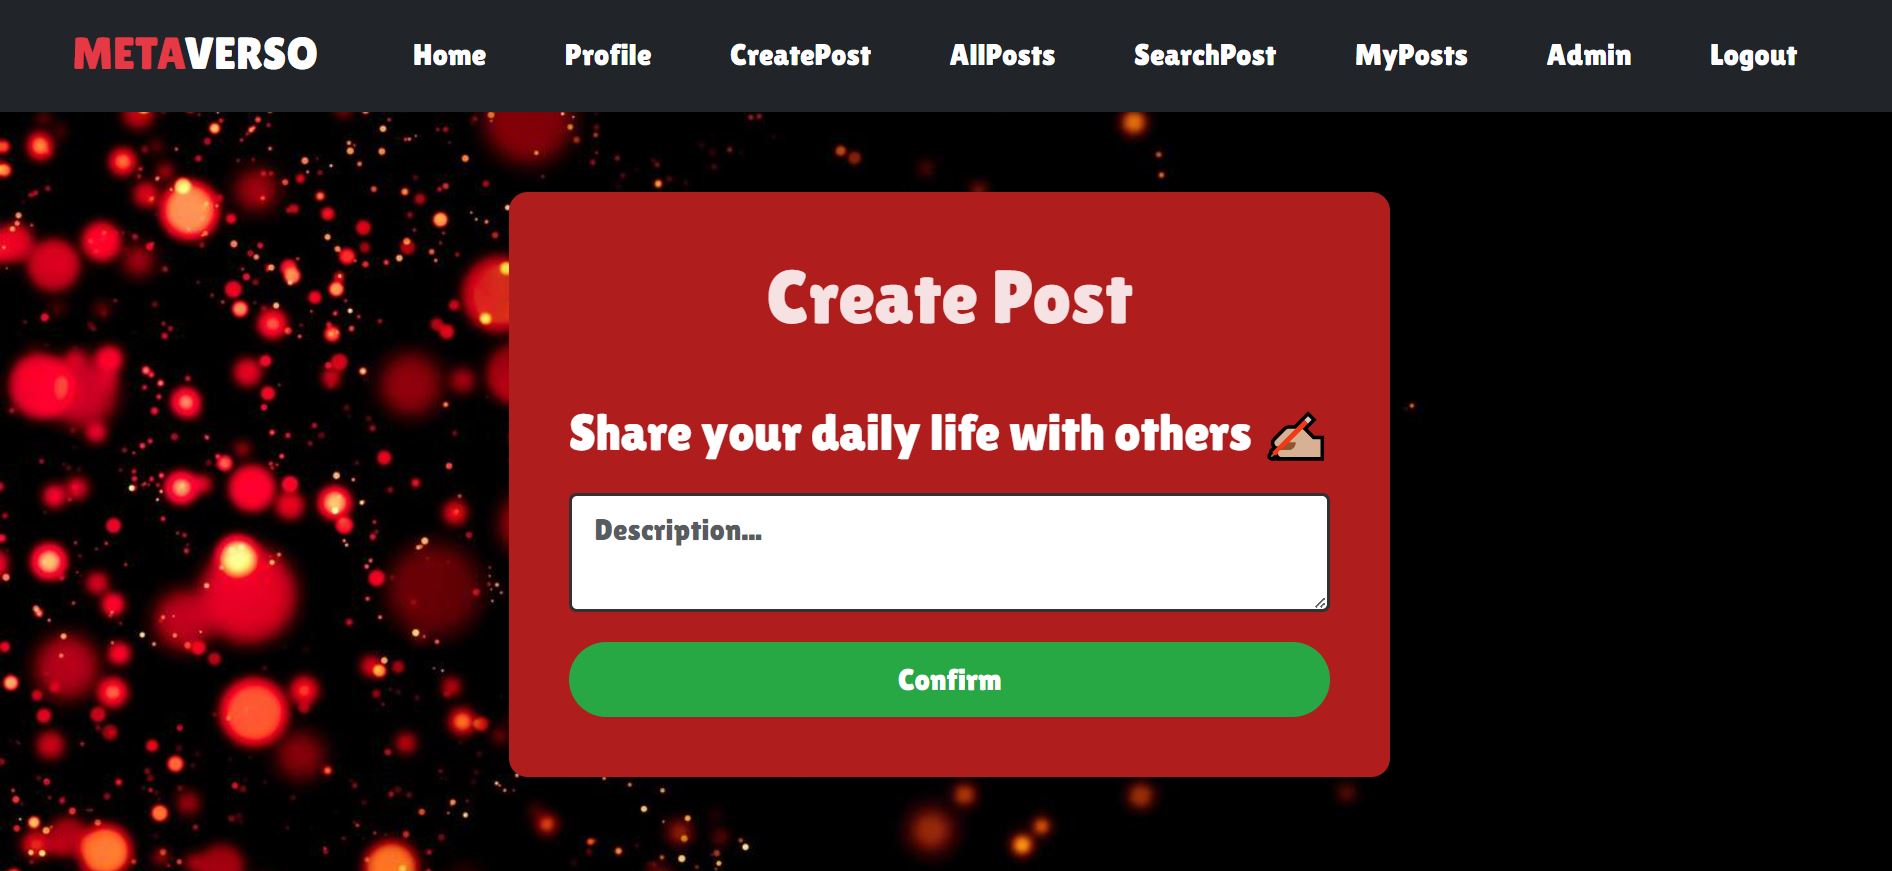 METAVERSO Home Profile CreatePost AllPosts SearchPost MyPosts Admin Logout
Create Post
Share your daily life with others ✍🏼
Description...
Confirm